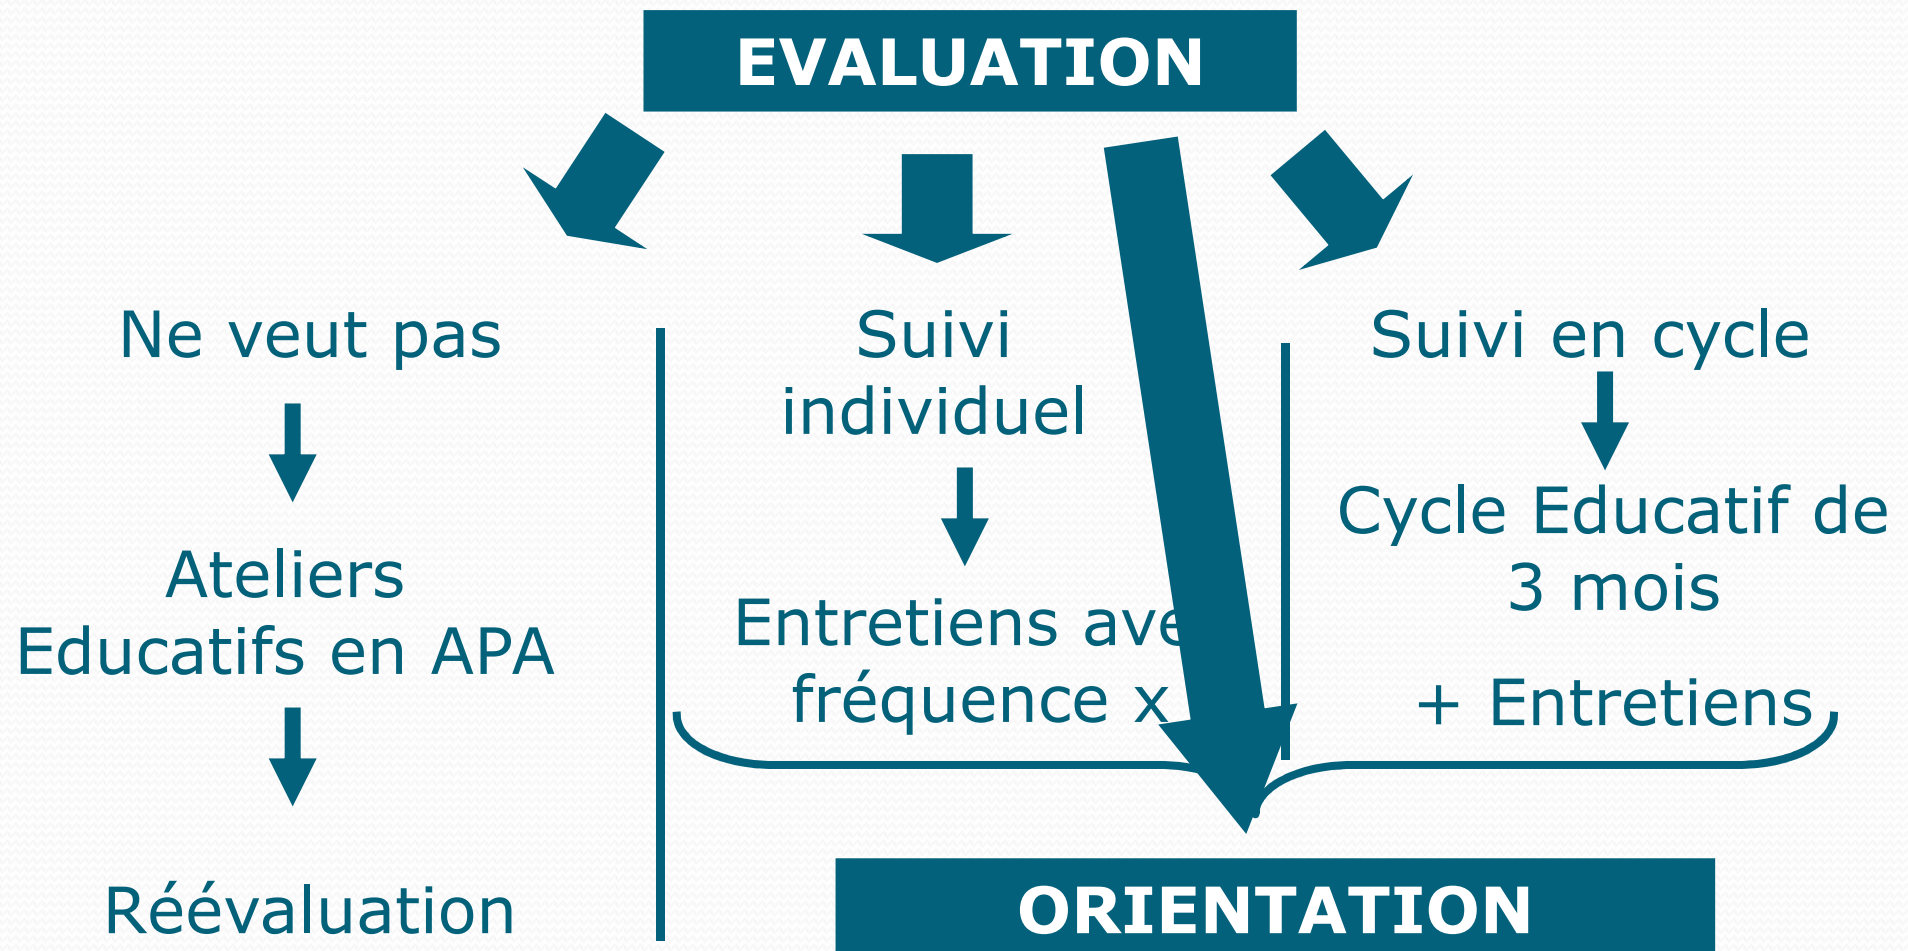 EVALUATION
Ne veut pas
Ateliers
Educatifs en APA
Réévaluation
Suivi
individuel
Entretiens ave
fréquence x
Suivi en cycle
Cycle Educatif de
3 mois
+ Entretiens
ORIENTATION